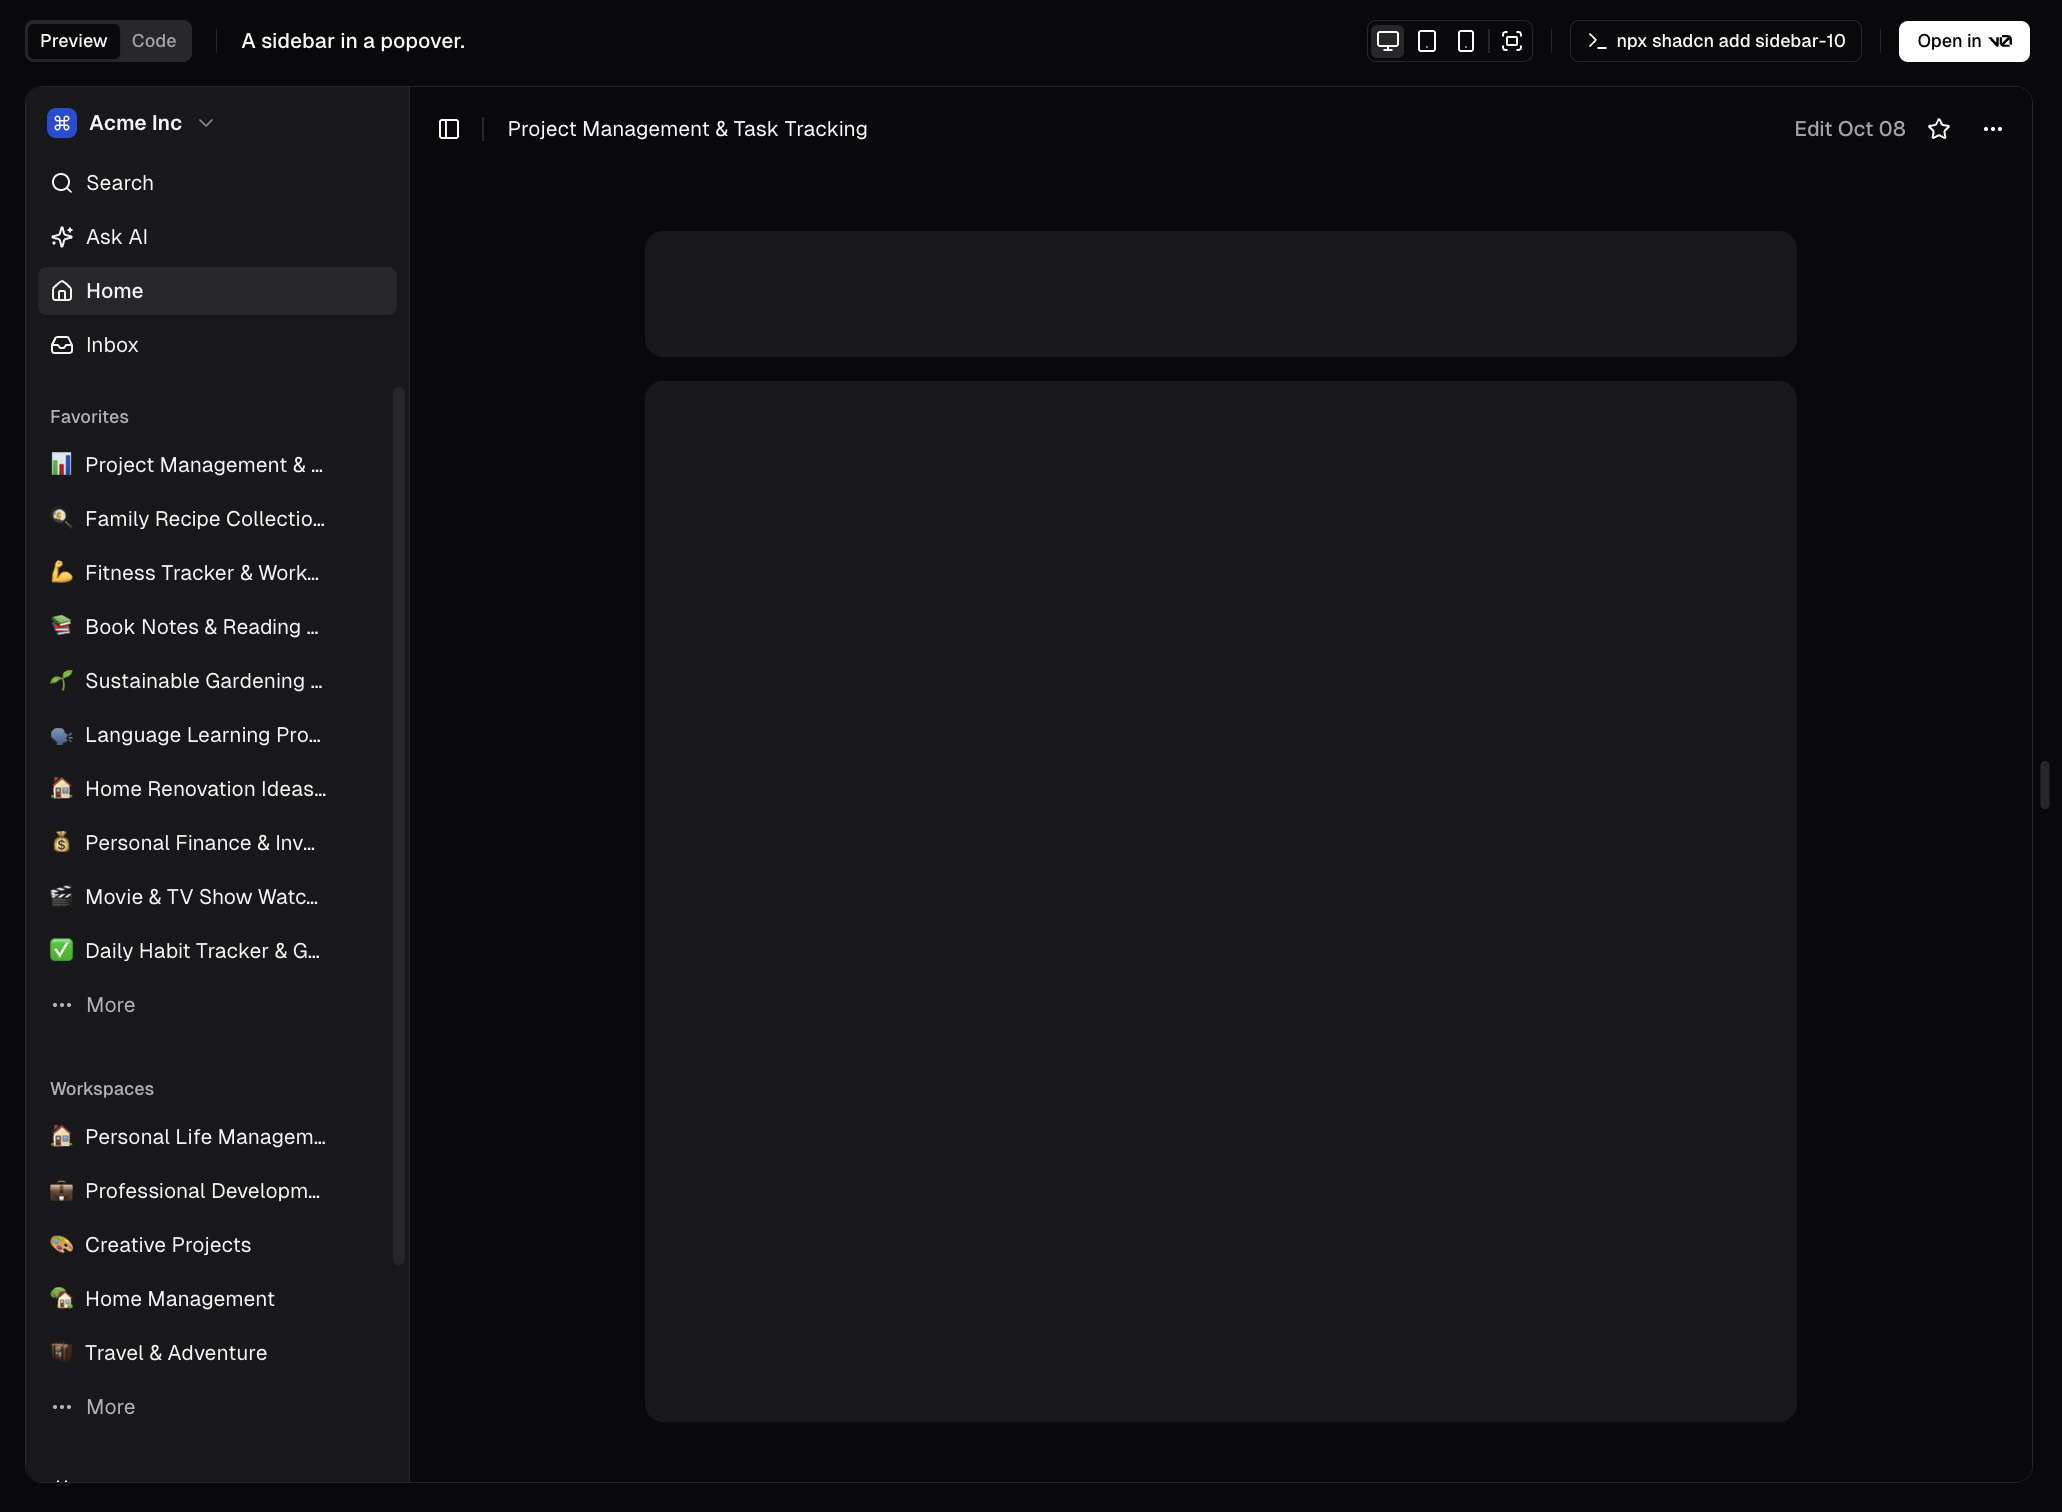 Preview Code A sidebar in a popover. npx shadcn add sidebar-10 Open in v0
Acme Inc
Search
Ask AI
Home
Inbox
Favorites
Project Management & ...
Family Recipe Collectio...
Fitness Tracker & Work...
Book Notes & Reading ...
Sustainable Gardening ...
Language Learning Pro...
Home Renovation Ideas...
Personal Finance & Inv...
Movie & TV Show Watc...
Daily Habit Tracker & G...
More
Workspaces
Personal Life Managem...
Professional Developm...
Creative Projects
Home Management
Travel & Adventure
More
Project Management & Task Tracking Edit Oct 08